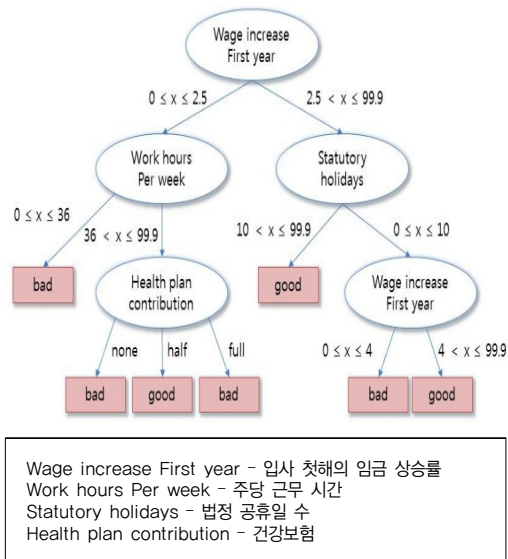 Wage increase
First year
0 ≤ x ≤ 2.5
2.5 < x ≤ 99.9
Work hours
Per week
Statutory
holidays
0 ≤ x ≤ 36
36 < x ≤ 99.9
10 < x ≤ 99.9
0 ≤ x ≤ 10
bad
Health plan
contribution
good
Wage increase
First year
none
half
full
0 ≤ x ≤ 4
4 < x ≤ 99.9
bad
good
bad
bad
good
Wage increase First year - 입사 첫해의 임금 상승률
Work hours Per week - 주당 근무 시간
Statutory holidays - 법정 공휴일 수
Health plan contribution - 건강보험